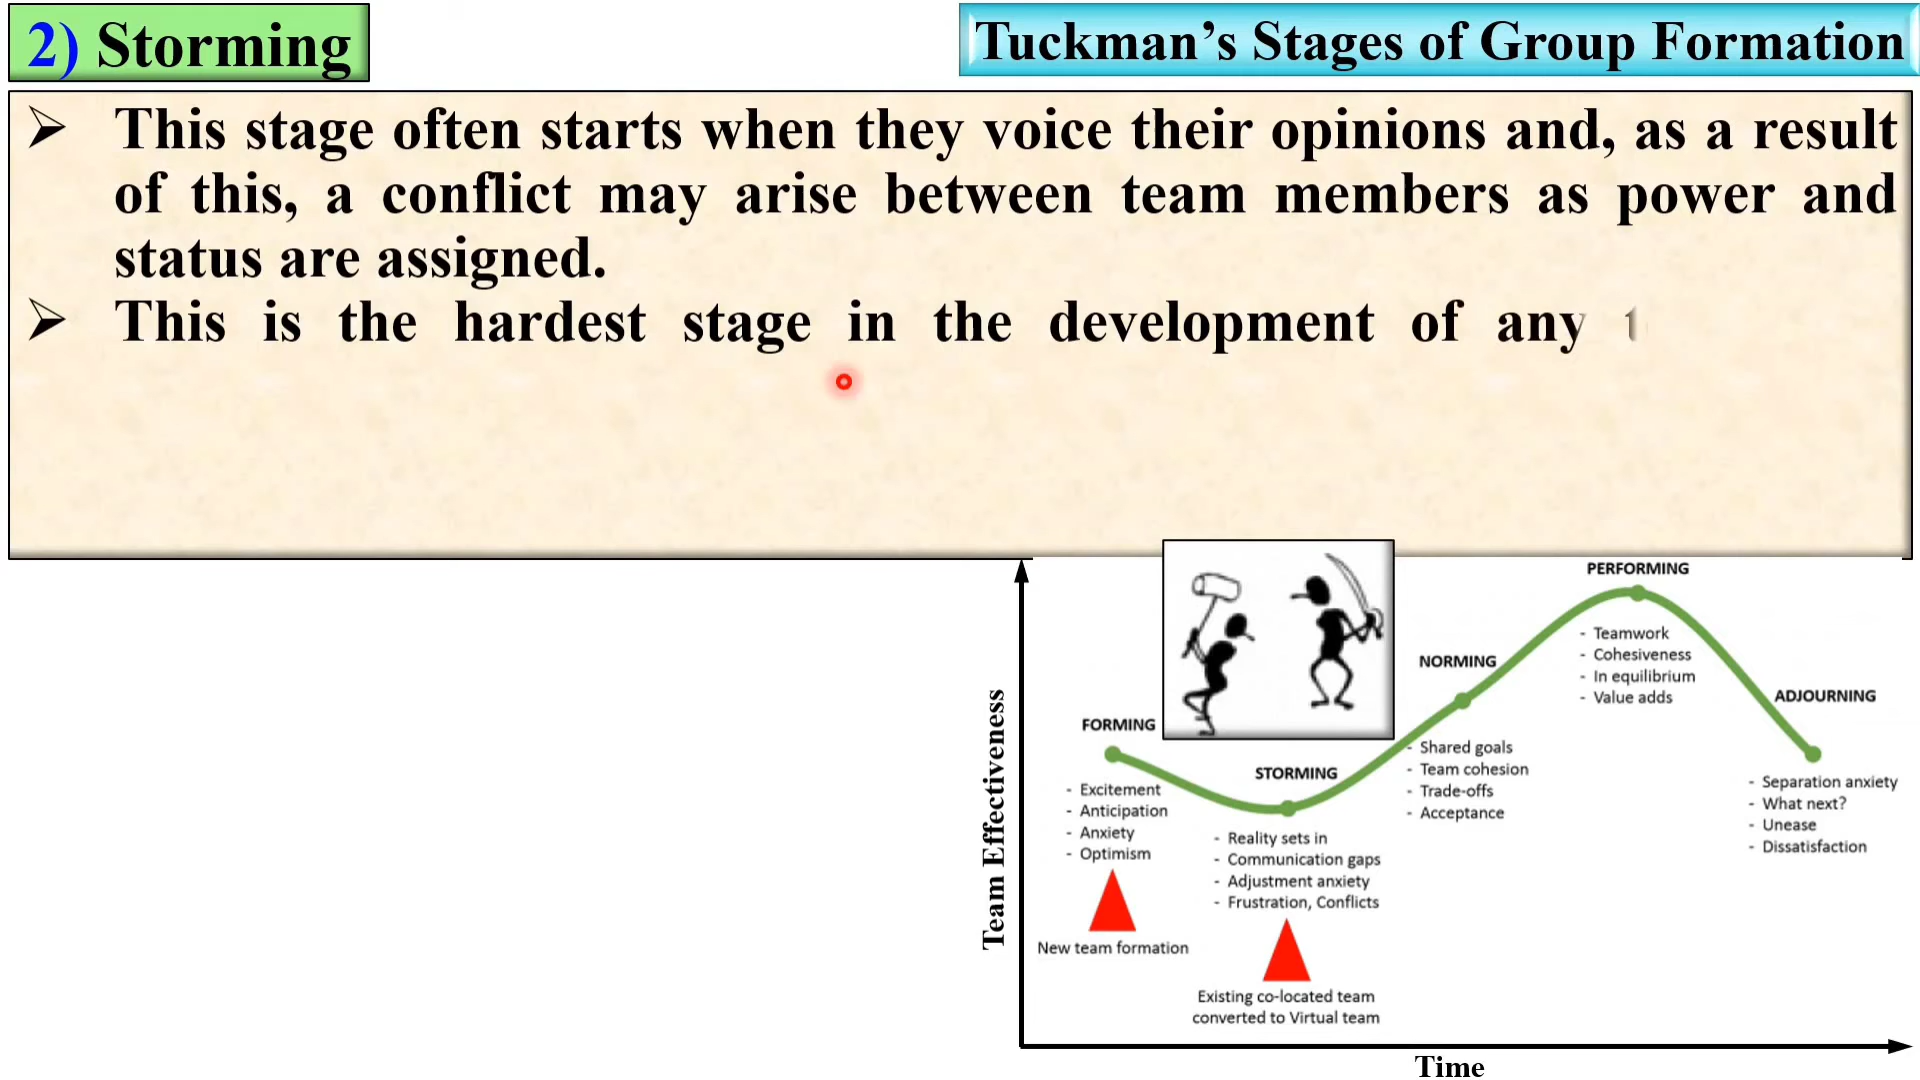 2) Storming
Tuckman’s Stages of Group Formation
➢ This stage often starts when they voice their opinions and, as a result
of this, a conflict may arise between team members as power and
status are assigned.
➢ This is the hardest stage in the development of any
PERFORMING
- Teamwork
- Cohesiveness
- In equilibrium
- Value adds
NORMING
- Shared goals
- Team cohesion
- Trade-offs
- Acceptance
ADJOURNING
- Separation anxiety
- What next?
- Unease
- Dissatisfaction
FORMING
- Excitement
- Anticipation
- Anxiety
- Optimism
New team formation
STORMING
- Reality sets in
- Communication gaps
- Adjustment anxiety
- Frustration, Conflicts
Existing co-located team
converted to Virtual team
Team Effectiveness
Time